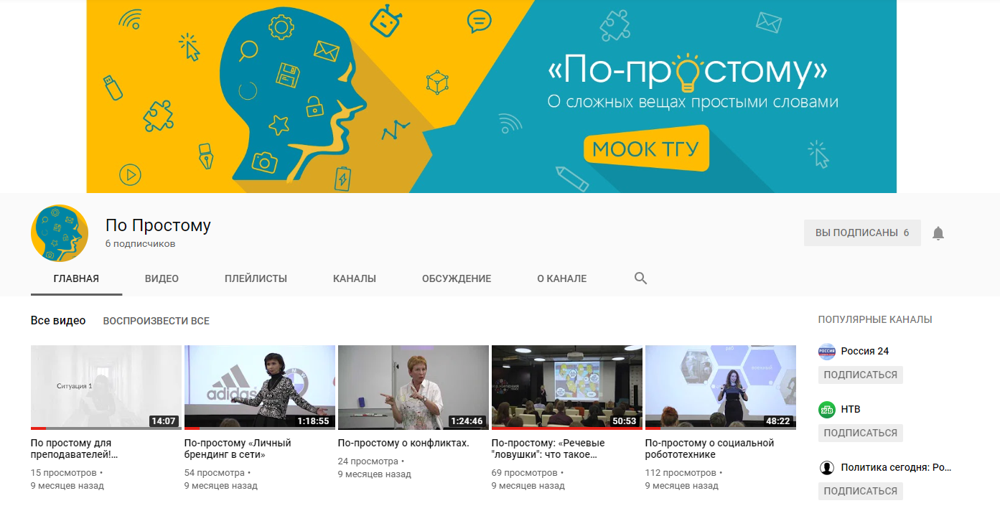 «По-простому»
О сложных вещах простыми словами
МООК ТГУ
По Простому
6 подписчиков
ВЫ ПОДПИСАНЫ 6
ГЛАВНАЯ ВИДЕО ПЛЕЙЛИСТЫ КАНАЛЫ ОБСУЖДЕНИЕ О КАНАЛЕ
Все видео ВОСПРОИЗВЕСТИ ВСЕ
Ситуация 1
14:07
По простому для
преподавателей!...
15 просмотров •
9 месяцев назад
adidas
1:18:55
По-простому «Личный
брендинг в сети»
54 просмотра •
9 месяцев назад
1:24:46
По-простому о конфликтах.
24 просмотра •
9 месяцев назад
50:53
По-простому: «Речевые
"ловушки": что такое...
69 просмотров •
9 месяцев назад
48:22
По-простому о социальной
робототехнике
112 просмотров •
9 месяцев назад
ПОПУЛЯРНЫЕ КАНАЛЫ
РОССИЯ
Россия 24
ПОДПИСАТЬСЯ
НТВ
ПОДПИСАТЬСЯ
Политика сегодня: Ро...
ПОДПИСАТЬСЯ